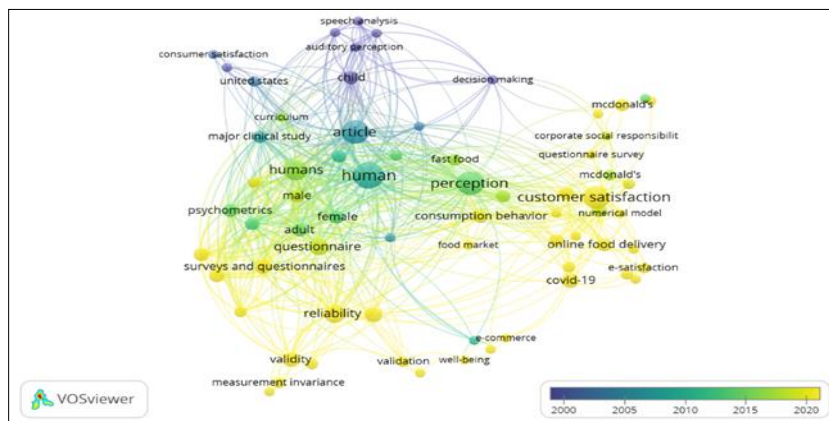 speech analysis
consumer satisfaction
auditory perception
united states
child
decision making
mcdonald's
curriculum
major clinical study
article
corporate social responsibilit
questionnaire survey
fast food
humans
human
perception
mcdonald's
male
customer satisfaction
psychometrics
female
consumption behavior
numerical model
adult
questionnaire
food market
online food delivery
surveys and questionnaires
e-satisfaction
covid-19
reliability
e-commerce
validity
validation
well-being
measurement invariance
VOSviewer
2000 2005 2010 2015 2020